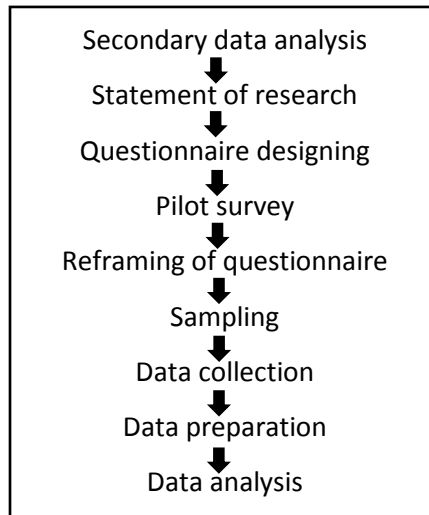 Secondary data analysis
Statement of research
Questionnaire designing
Pilot survey
Reframing of questionnaire
Sampling
Data collection
Data preparation
Data analysis